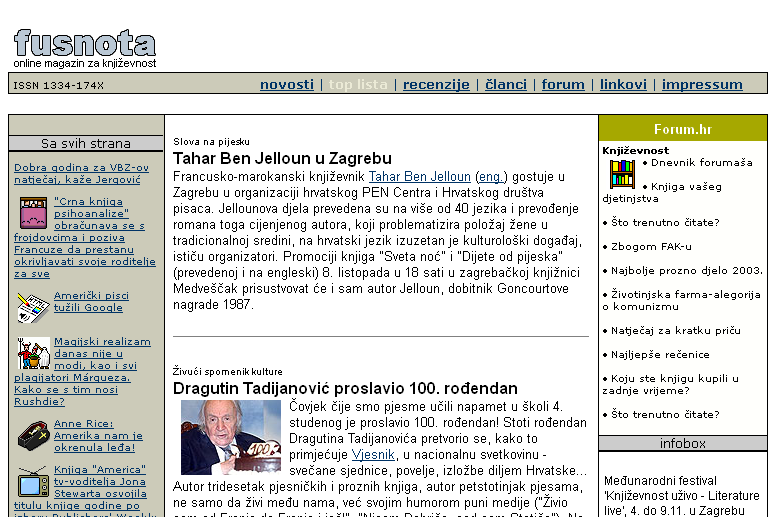 fusnota
online magazin za književnost
ISSN 1334-174X
novosti | top lista | recenzije | članci | forum | linkovi | impressum
Sa svih strana
Dobra godina za VBZ-ov
natječaj, kaže Jergović
"Crna knjiga
psihoanalize"
obračunava se s
frojdovcima i poziva
Francuze da prestanu
okrivljavati svoje roditelje
za sve
Američki pisci
tužili Google
Magijski realizam
danas nije u
modi, kao i svi
plagijatori Márqueza.
Kako se s tim nosi
Rushdie?
Anne Rice:
Amerika nam je
okrenula leđa!
Knjiga "America"
tv-voditelja Jona
Stewarta osvojila
titulu knjige godine po
Slova na pijesku
Tahar Ben Jelloun u Zagrebu
Francusko-marokanski književnik Tahar Ben Jelloun (eng.) gostuje u
Zagrebu u organizaciji hrvatskog PEN Centra i Hrvatskog društva
pisaca. Jellounova djela prevedena su na više od 40 jezika i prevođenje
romana toga cijenjenog autora, koji problematizira položaj žene u
tradicionalnoj sredini, na hrvatski jezik izuzetan je kulturološki događaj,
ističu organizatori. Promociji knjiga "Sveta noć" i "Dijete od pijeska"
(prevedenoj i na engleski) 8. listopada u 18 sati u zagrebačkoj knjižnici
Medveščak prisustvovat će i sam autor Jelloun, dobitnik Goncourtove
nagrade 1987.
Živući spomenik kulture
Dragutin Tadijanović proslavio 100. rođendan
Čovjek čije smo pjesme učili napamet u školi 4.
studenog je proslavio 100. rođendan! Stoti rođendan
Dragutina Tadijanovića pretvorio se, kako to
primjećuje Vjesnik, u nacionalnu svetkovinu -
svečane sjednice, povelje, izložbe diljem Hrvatske...
Autor tridesetak pjesničkih i proznih knjiga, autor petstotinjak pjesama,
ne samo da živi među nama, već svojim humorom puni medije ("Živio
Forum.hr
Književnost
• Dnevnik forumaša
• Knjiga vašeg
djetinjstva
• Što trenutno čitate?
• Zbogom FAK-u
• Najbolje prozno djelo 2003.
• Životinjska farma-alegorija
o komunizmu
• Natječaj za kratku priču
• Najljepše rečenice
• Koju ste knjigu kupili u
zadnje vrijeme?
• Što trenutno čitate?
infobox
Međunarodni festival
'Književnost uživo - Literature
live', 4. do 9.11. u Zagrebu